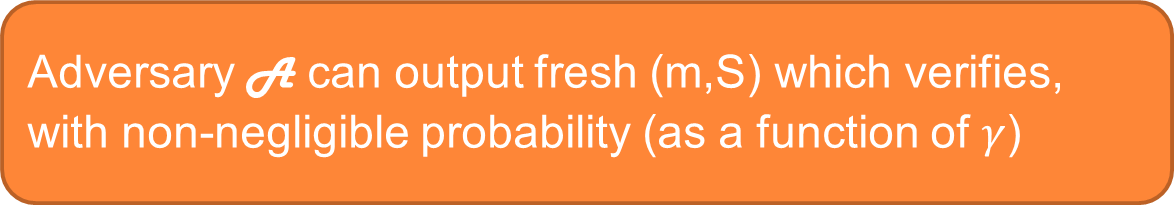 Adversary 𝓐 can output fresh (m,S) which verifies,
with non-negligible probability (as a function of 𝛾)